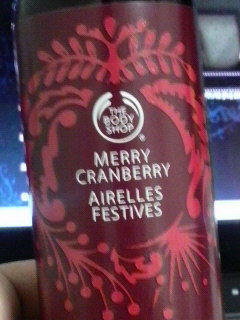 THE
BODY
SHOP®
MERRY
CRANBERRY
AIRELLES
FESTIVES